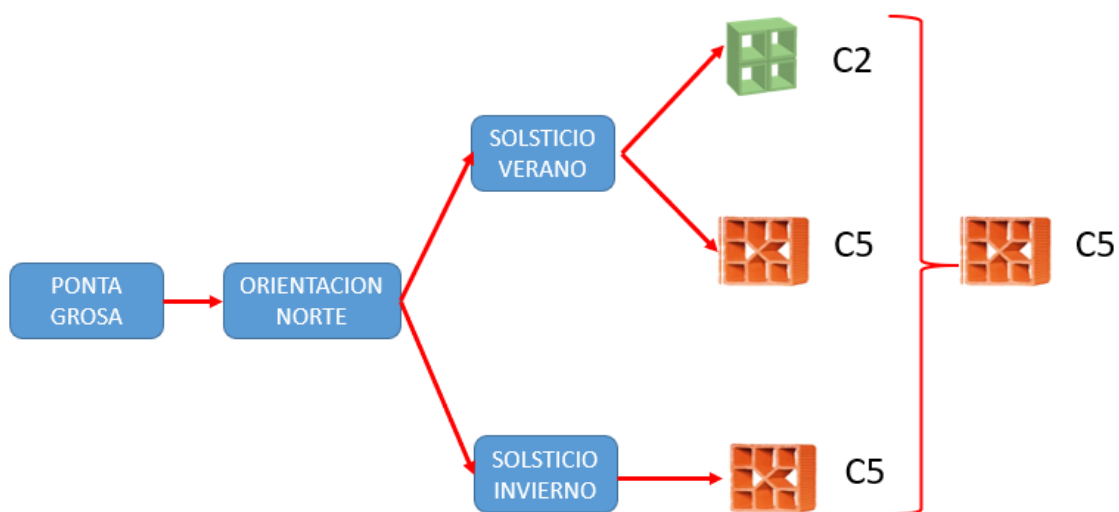 PONTA
GROSA
ORIENTACION
NORTE
SOLSTICIO
VERANO
SOLSTICIO
INVIERNO
C2
C5
C5
C5